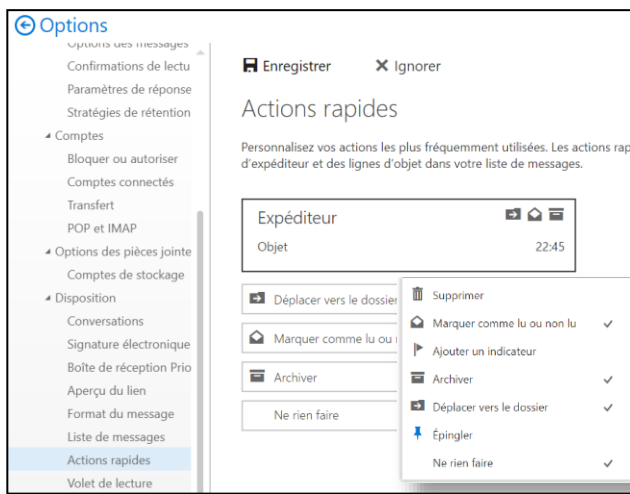 Options
Options des messages
Confirmations de lectu
Paramètres de réponse
Stratégies de rétention
Comptes
Bloquer ou autoriser
Comptes connectés
Transfert
POP et IMAP
Options des pièces jointe
Comptes de stockage
Disposition
Conversations
Signature électronique
Boîte de réception Prio
Aperçu du lien
Format du message
Liste de messages
Actions rapides
Volet de lecture
Enregistrer Ignorer
Actions rapides
Personnalisez vos actions les plus fréquemment utilisées. Les actions rap
d'expéditeur et des lignes d'objet dans votre liste de messages.
Expéditeur
Objet 22:45
Déplacer vers le dossier
Marquer comme lu ou
Archiver
Ne rien faire
Supprimer
Marquer comme lu ou non lu
Ajouter un indicateur
Archiver
Déplacer vers le dossier
Épingler
Ne rien faire